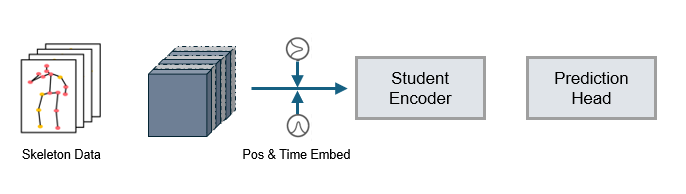 Skeleton Data
Pos & Time Embed
Student
Encoder
Prediction
Head